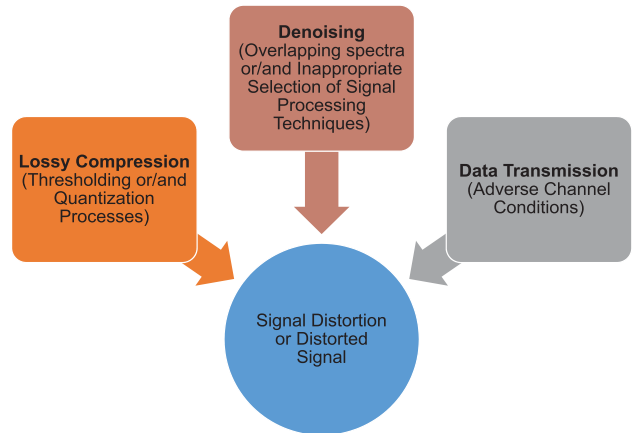 Denoising
(Overlapping spectra
or/and Inappropriate
Selection of Signal
Processing
Techniques)
Lossy Compression
(Thresholding or/and
Quantization
Processes)
Data Transmission
(Adverse Channel
Conditions)
Signal Distortion
or Distorted
Signal